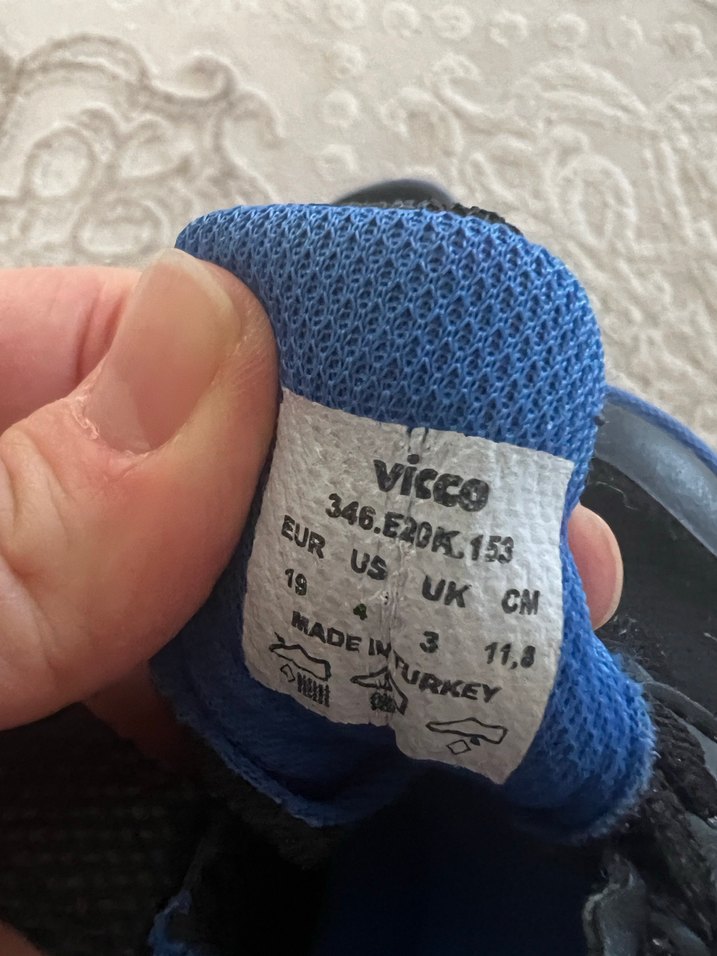 vicco
346.E20K.153
EUR US UK CM
19 4 3 11,8
MADE IN TURKEY